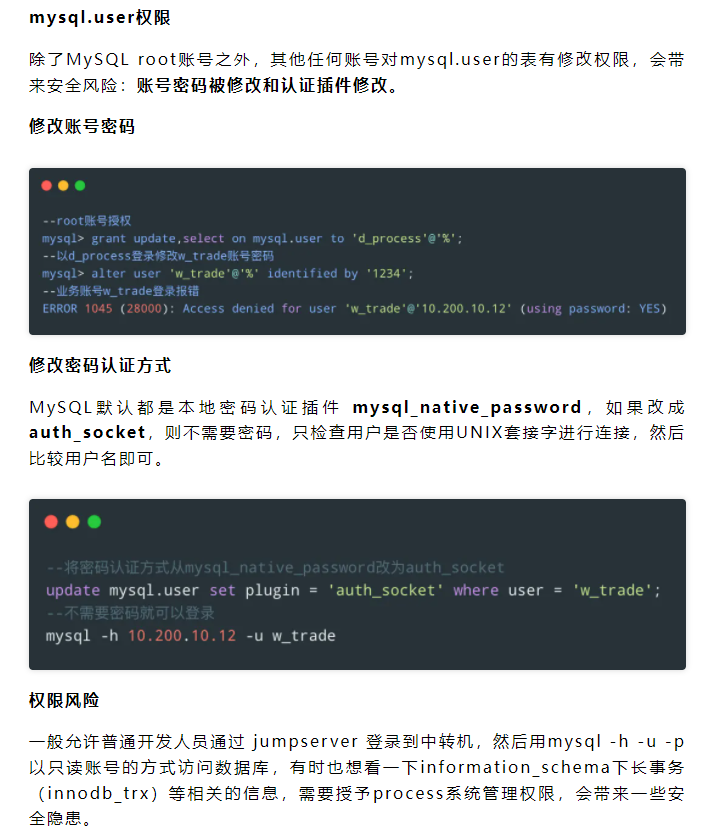 mysql.user权限
除了MySQL root账号之外，其他任何账号对mysql.user的表有修改权限，会带
来安全风险：账号密码被修改和认证插件修改。
修改账号密码
--root账号授权
mysql> grant update,select on mysql.user to 'd_process'@'%';
--以d_process登录修改w_trade账号密码
mysql> alter user 'w_trade'@'%' identified by '1234';
--业务账号w_trade登录报错
ERROR 1045 (28000): Access denied for user 'w_trade'@'10.200.10.12' (using password: YES)
修改密码认证方式
MySQL默认都是本地密码认证插件 mysql_native_password，如果改成
auth_socket，则不需要密码，只检查用户是否使用UNIX套接字进行连接，然后
比较用户名即可。
--将密码认证方式从mysql_native_password改为auth_socket
update mysql.user set plugin = 'auth_socket' where user = 'w_trade';
--不需要密码就可以登录
mysql -h 10.200.10.12 -u w_trade
权限风险
一般允许普通开发人员通过 jumpserver 登录到中转机，然后用mysql -h -u -p
以只读账号的方式访问数据库，有时也想看一下information_schema下长事务
（innodb_trx）等相关的信息，需要授予process系统管理权限，会带来一些安
全隐患。